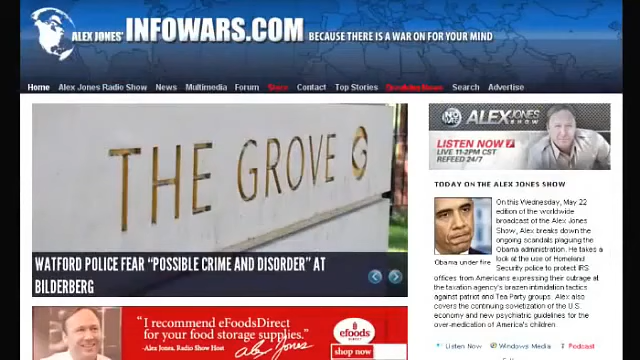 ALEX JONES' INFOWARS.COM BECAUSE THERE IS A WAR ON FOR YOUR MIND
Home Alex Jones Radio Show News Multimedia Forum Store Contact Top Stories Search Advertise
THE GROVE G
WATFORD POLICE FEAR “POSSIBLE CRIME AND DISORDER” AT
BILDERBERG
“I recommend eFoodsDirect
for your food storage supplies.”
-Alex Jones, Radio Show Host
Alex Jones
efoods
DIRECT
shop now
ALEX JONES
SHOW
LISTEN NOW
LIVE 11-2PM CST
REFEED 24/7
TODAY ON THE ALEX JONES SHOW
On this Wednesday, May 22
edition of the worldwide
broadcast of the Alex Jones
Show, Alex breaks down the
ongoing scandals plaguing the
Obama administration. He takes
a look at the use of Homeland
Security police to protect IRS
Obama under fire
offices from Americans expressing their outrage at
the taxation agency's brazen intimidation tactics
against patriot and Tea Party groups. Alex also
covers the continuing sovietization of the U.S.
economy and new psychiatric guidelines for the
over-medication of America's children.
Listen Now Windows Media Podcast